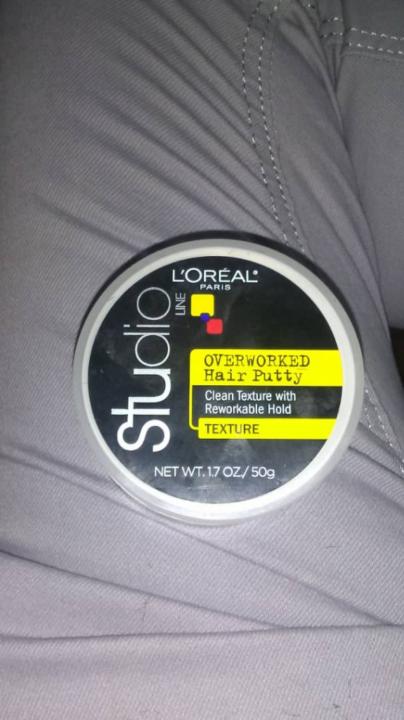 L'ORÉAL®
PARIS
Studio
LINE
OVERWORKED
Hair Putty
Clean Texture with
Reworkable Hold
TEXTURE
NET WT. 1.7 OZ./50g